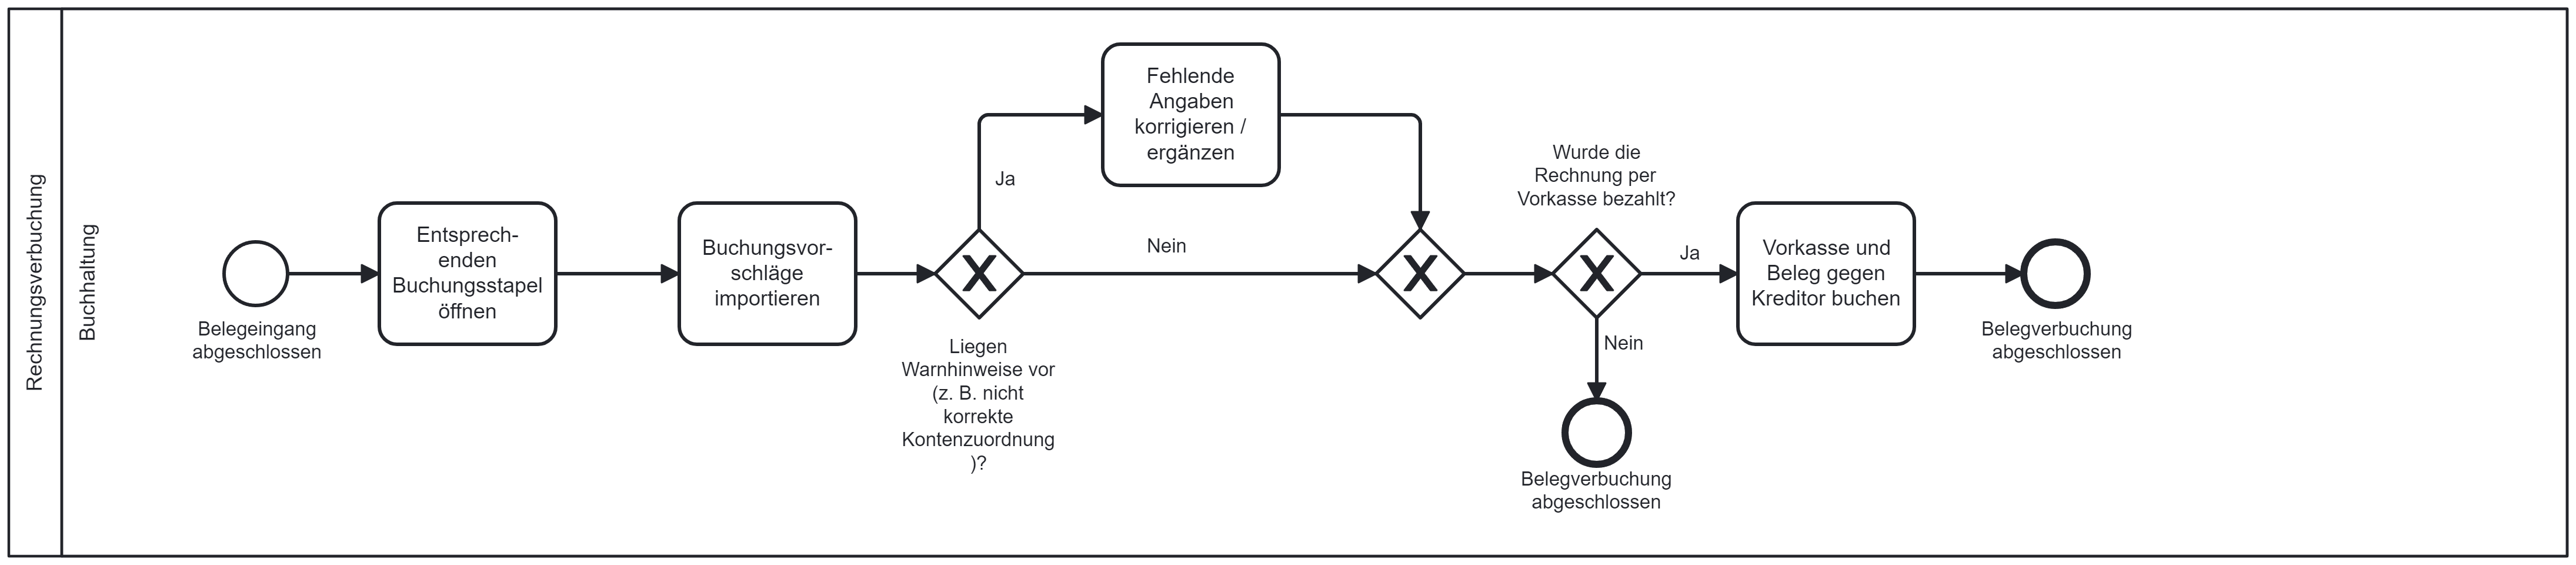 Rechnungsverbuchung
Buchhaltung
Belegeingang
abgeschlossen
Entsprech-
enden
Buchungsstapel
öffnen
Buchungsvor-
schläge
importieren
Liegen
Warnhinweise vor
(z. B. nicht
korrekte
Kontenzuordnung
)?
Ja
Nein
Fehlende
Angaben
korrigieren /
ergänzen
Wurde die
Rechnung per
Vorkasse bezahlt?
Ja
Nein
Belegverbuchung
abgeschlossen
Vorkasse und
Beleg gegen
Kreditor buchen
Belegverbuchung
abgeschlossen